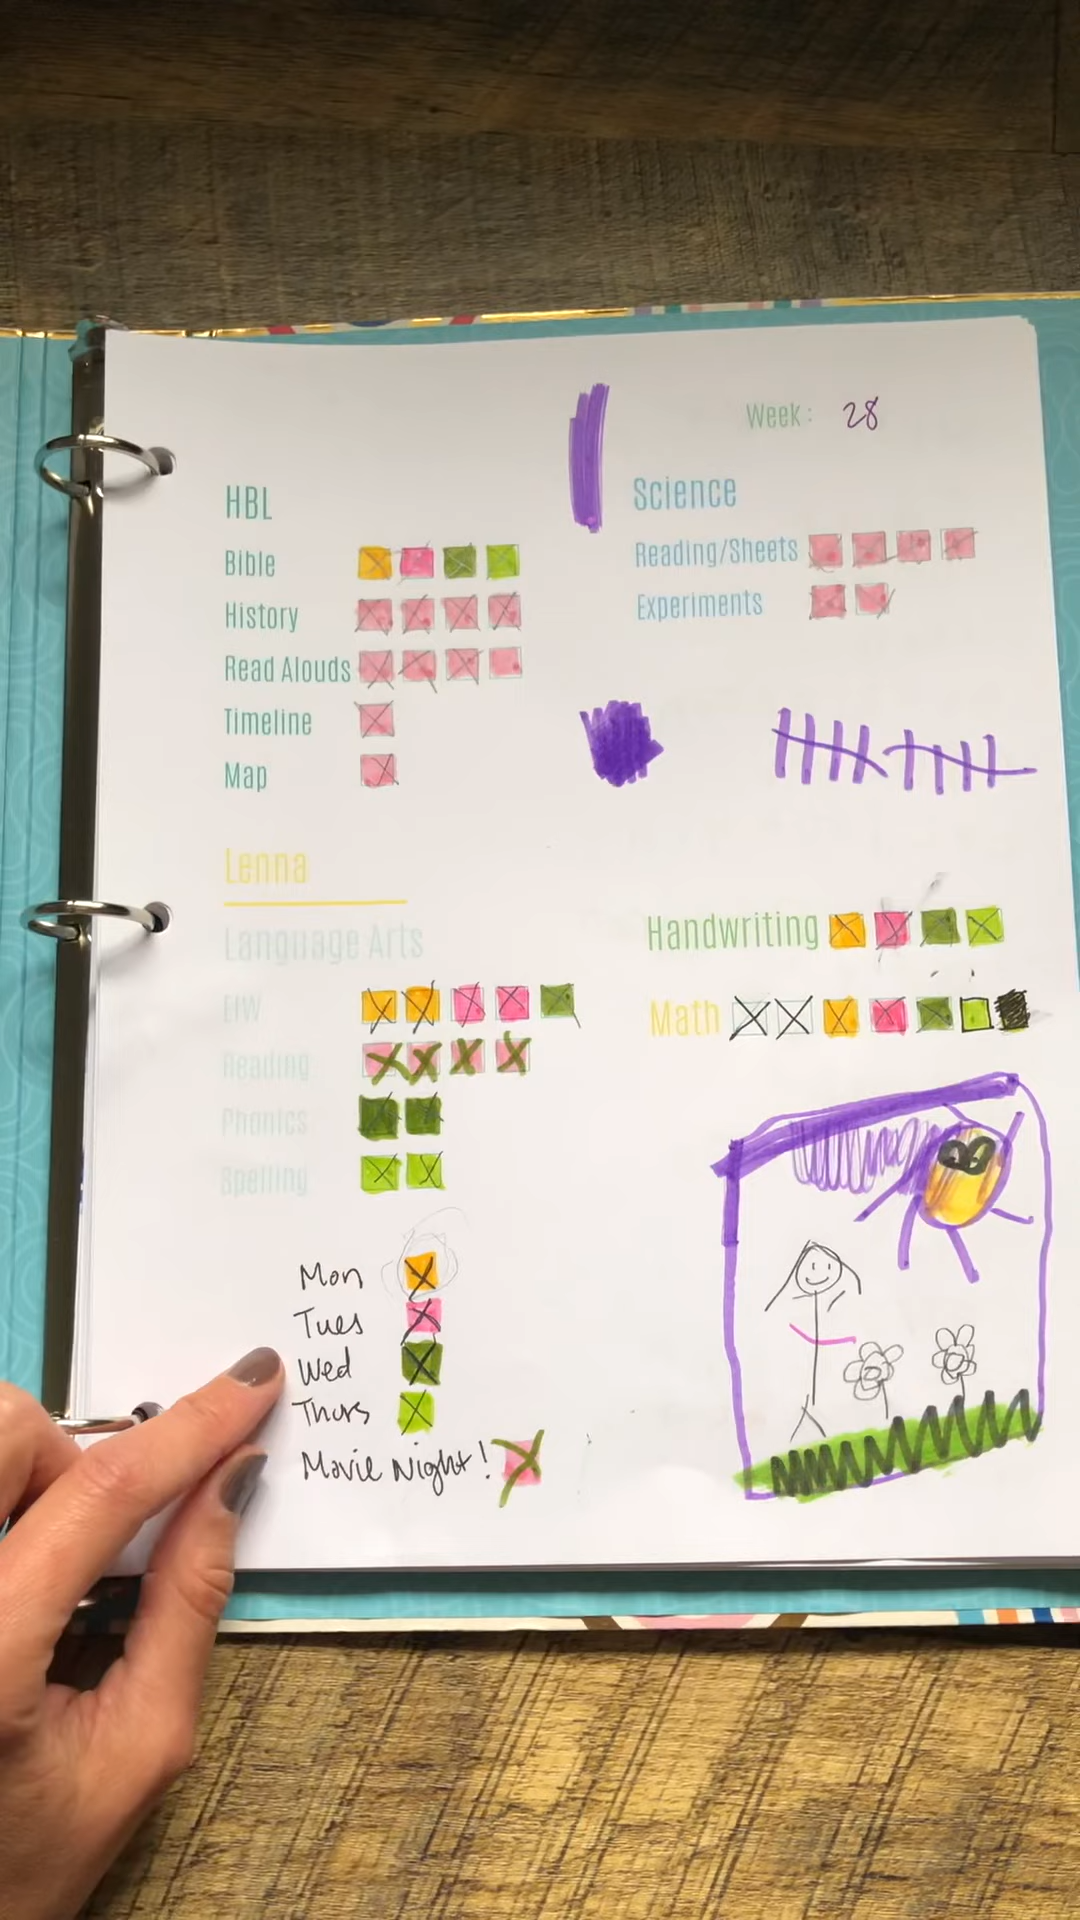 Week: 28
HBL
Bible
History
Read Alouds
Timeline
Map
Science
Reading/Sheets
Experiments
Lenna
Language Arts
EIW
Reading
Phonics
Spelling
Handwriting
Math
Mon
Tues
Wed
Thurs
Movie Night!